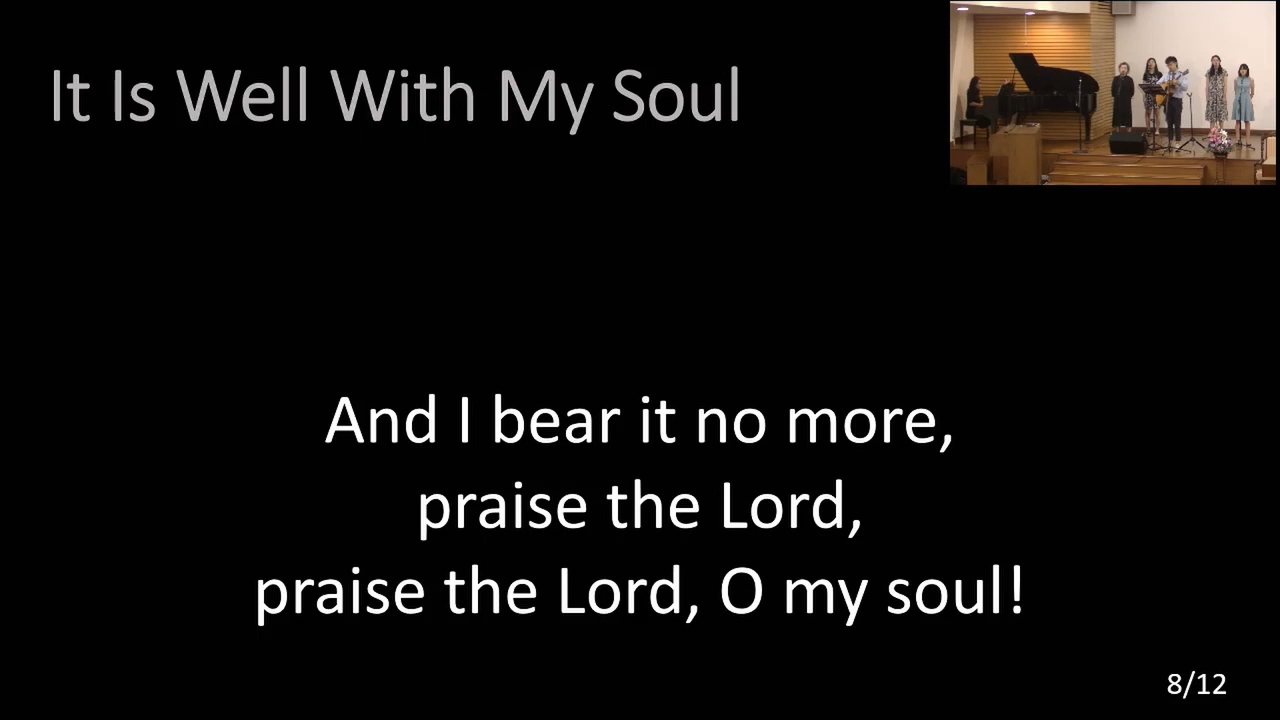 It Is Well With My Soul
And I bear it no more,
praise the Lord,
praise the Lord, O my soul!
8/12